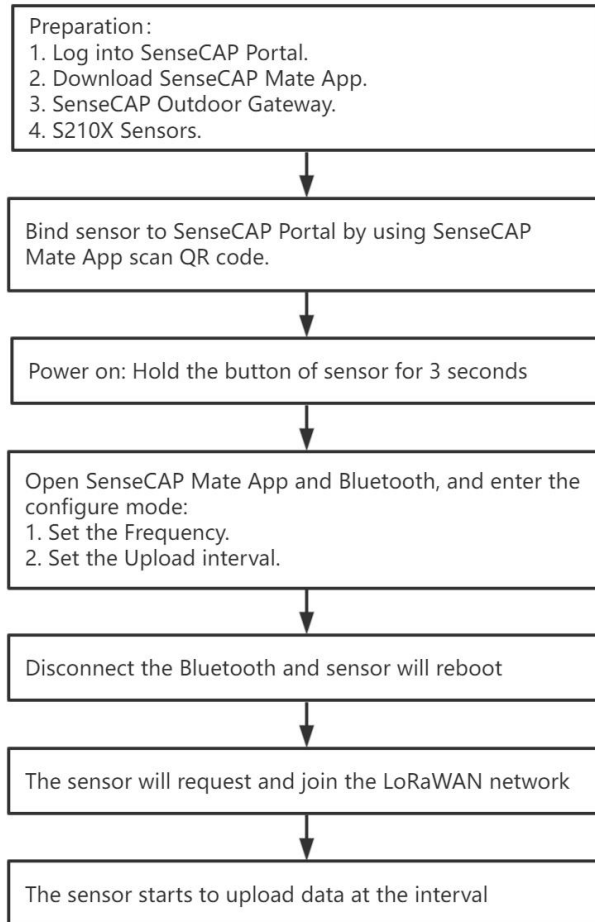 Preparation：
1. Log into SenseCAP Portal.
2. Download SenseCAP Mate App.
3. SenseCAP Outdoor Gateway.
4. S210X Sensors.
Bind sensor to SenseCAP Portal by using SenseCAP
Mate App scan QR code.
Power on: Hold the button of sensor for 3 seconds
Open SenseCAP Mate App and Bluetooth, and enter the
configure mode:
1. Set the Frequency.
2. Set the Upload interval.
Disconnect the Bluetooth and sensor will reboot
The sensor will request and join the LoRaWAN network
The sensor starts to upload data at the interval